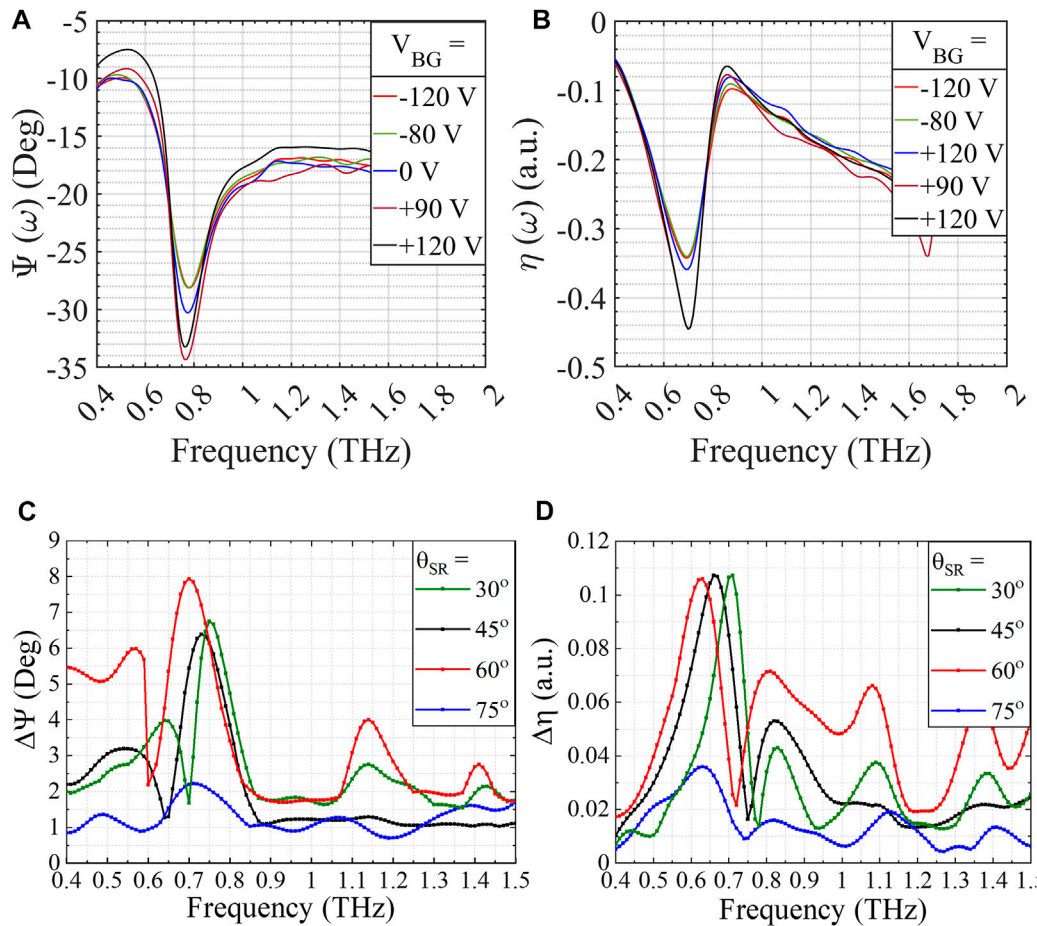 A
Ψ (ω) (Deg)
-5
-10
-15
-20
-25
-30
-35
0.4
0.6
0.8
1
1.2
1.4
1.6
1.8
2
Frequency (THz)
V_BG =
-120 V
-80 V
0 V
+90 V
+120 V
B
η (ω) (a.u.)
0
-0.1
-0.2
-0.3
-0.4
-0.5
0.4
0.6
0.8
1
1.2
1.4
1.6
1.8
2
Frequency (THz)
V_BG =
-120 V
-80 V
+120 V
+90 V
+120 V
C
ΔΨ (Deg)
9
8
7
6
5
4
3
2
1
0
0.4 0.5 0.6 0.7 0.8 0.9 1 1.1 1.2 1.3 1.4 1.5
Frequency (THz)
θ_SR =
30°
45°
60°
75°
D
Δη (a.u.)
0.12
0.10
0.08
0.06
0.04
0.02
0
0.4 0.5 0.6 0.7 0.8 0.9 1 1.1 1.2 1.3 1.4 1.5
Frequency (THz)
θ_SR =
30°
45°
60°
75°